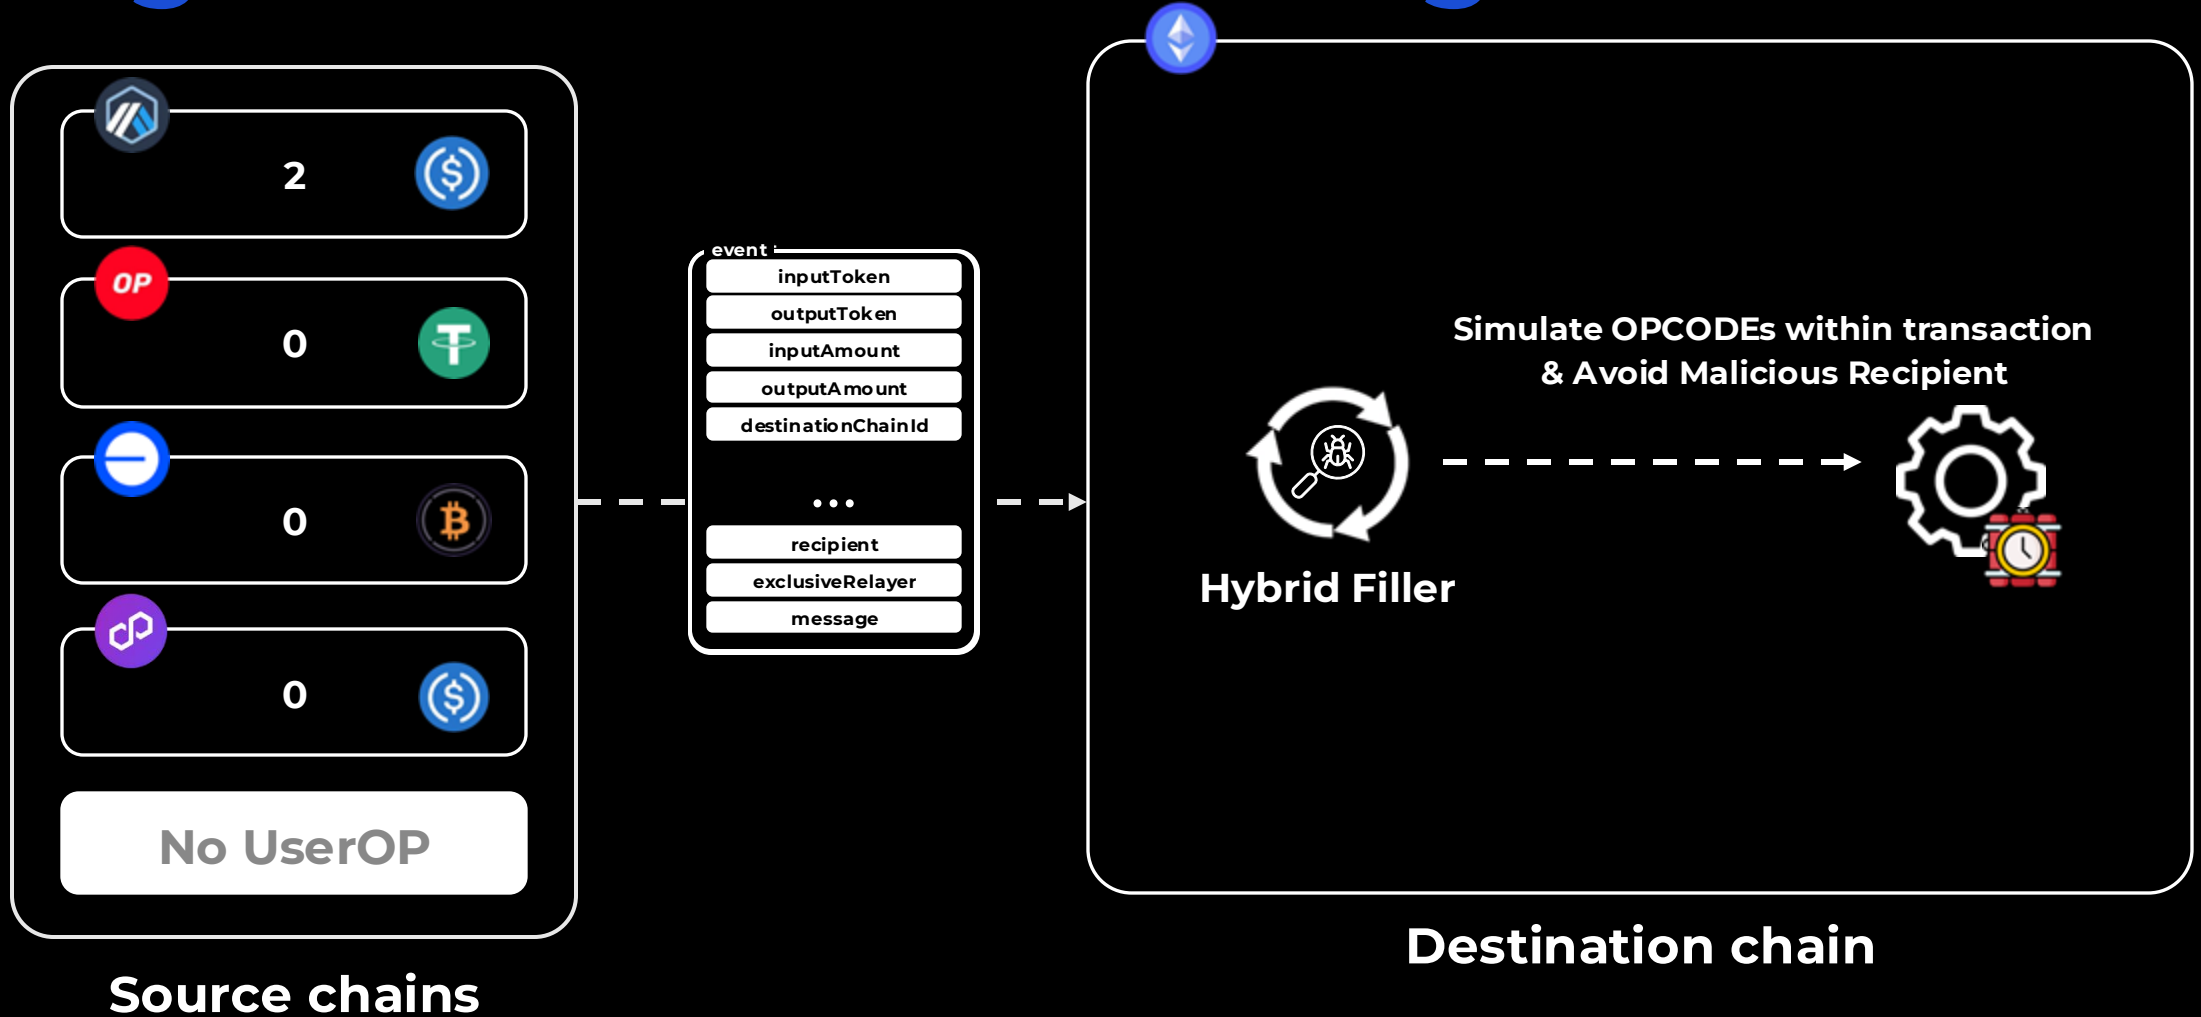 2
OP
0
0
0
No UserOP
Source chains
event
inputToken
outputToken
inputAmount
outputAmount
destinationChainId
...
recipient
exclusiveRelayer
message
Simulate OPCODEs within transaction
& Avoid Malicious Recipient
Hybrid Filler
Destination chain